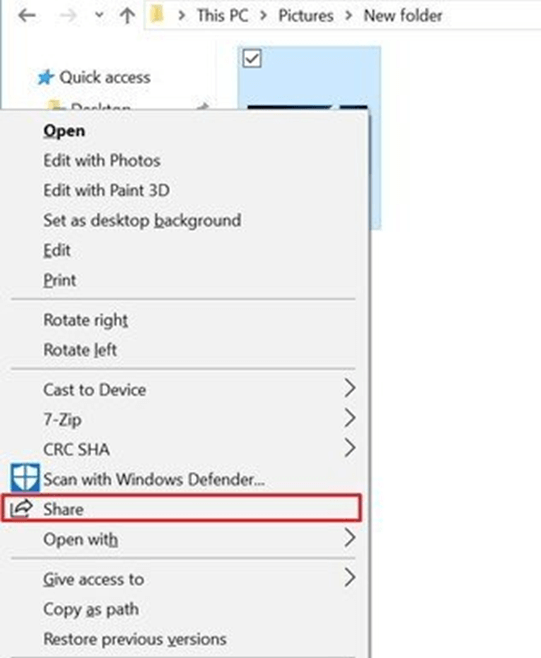 This PC > Pictures > New folder
Quick access
Desktop
Open
Edit with Photos
Edit with Paint 3D
Set as desktop background
Edit
Print
Rotate right
Rotate left
Cast to Device
7-Zip
CRC SHA
Scan with Windows Defender...
Share
Open with
Give access to
Copy as path
Restore previous versions